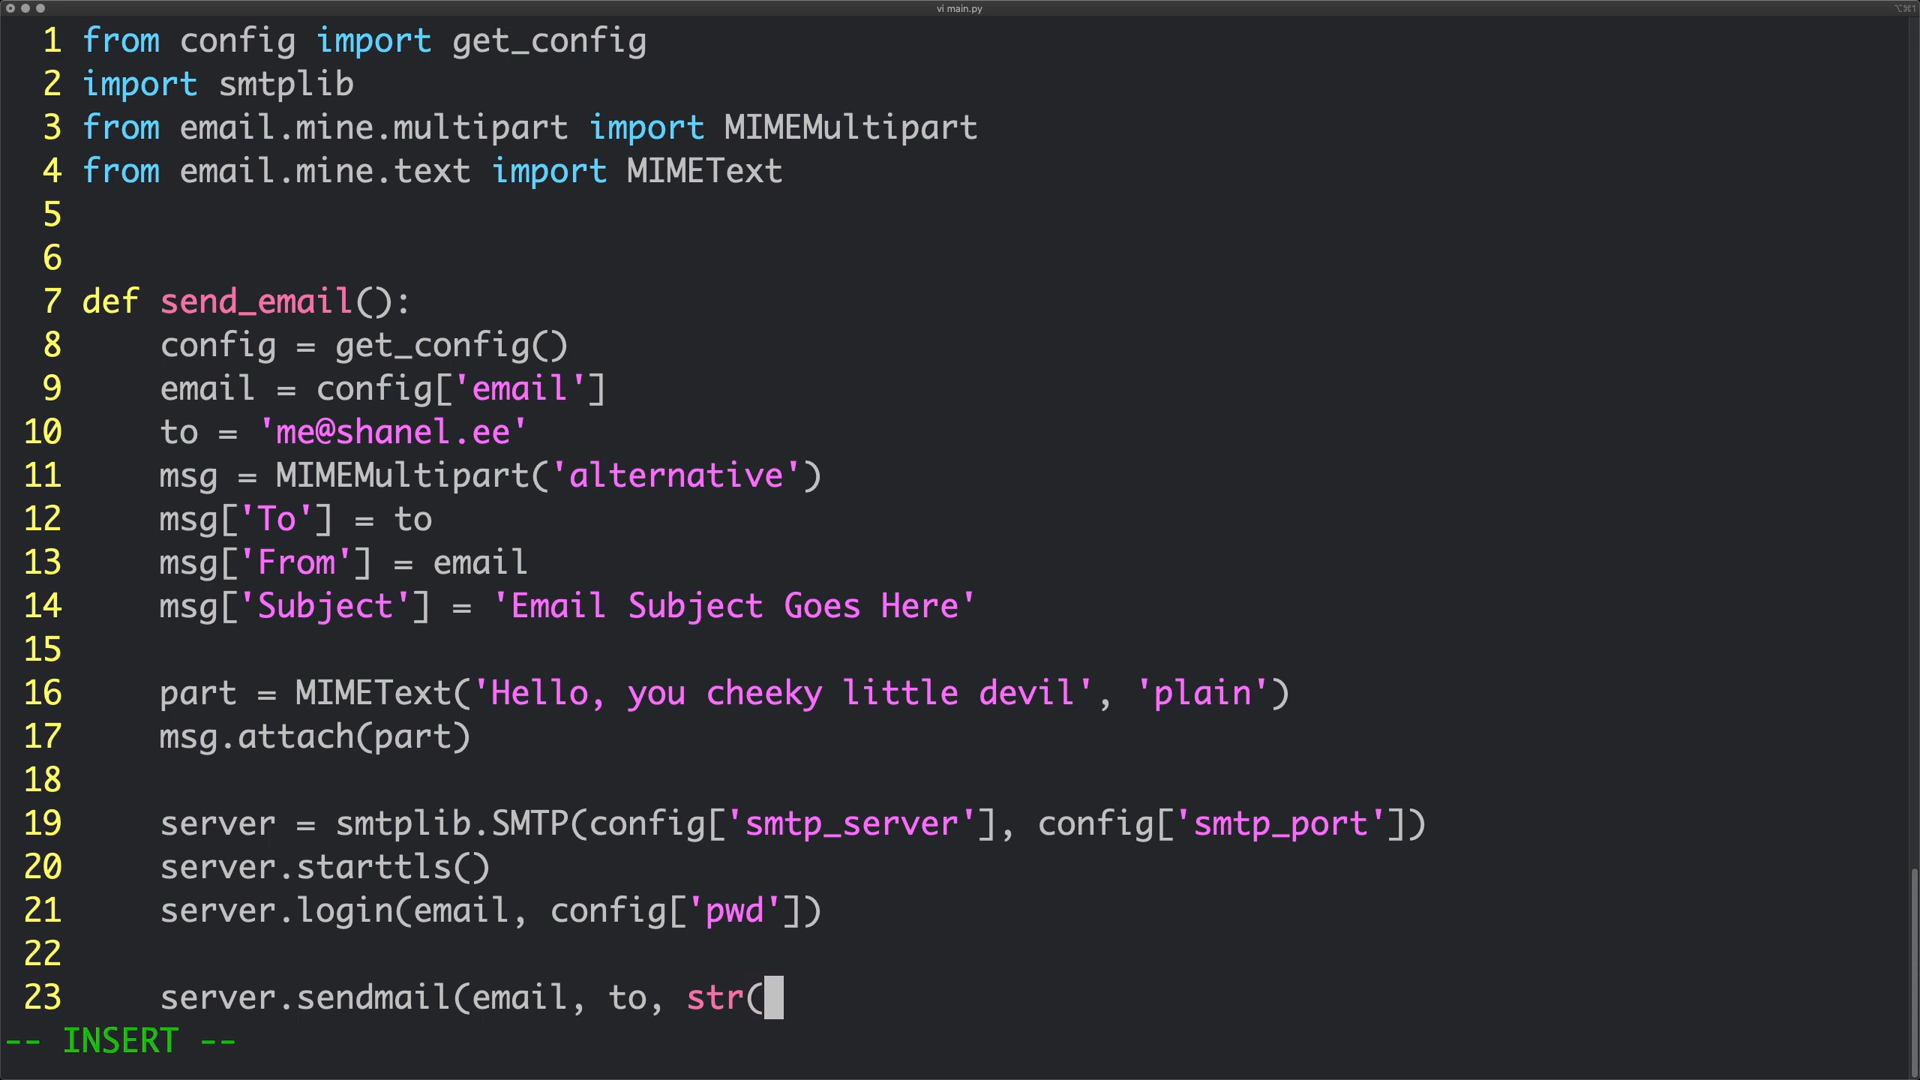 vi main.py
⌥⌘1
1 from config import get_config
2 import smtplib
3 from email.mine.multipart import MIMEMultipart
4 from email.mine.text import MIMEText
5
6
7 def send_email():
8     config = get_config()
9     email = config['email']
10     to = 'me@shanel.ee'
11     msg = MIMEMultipart('alternative')
12     msg['To'] = to
13     msg['From'] = email
14     msg['Subject'] = 'Email Subject Goes Here'
15
16     part = MIMEText('Hello, you cheeky little devil', 'plain')
17     msg.attach(part)
18
19     server = smtplib.SMTP(config['smtp_server'], config['smtp_port'])
20     server.starttls()
21     server.login(email, config['pwd'])
22
23     server.sendmail(email, to, str(
-- INSERT --